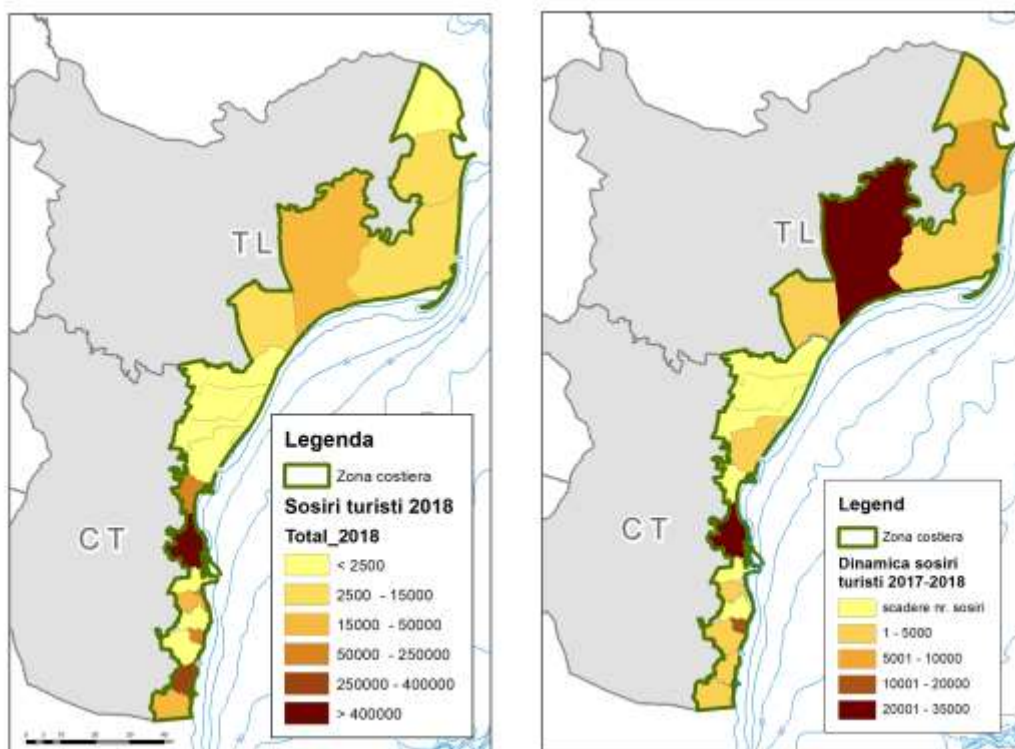 TL
CT
Legenda
Zona costiera
Sosiri turisti 2018
Total_2018
< 2500
2500 - 15000
15000 - 50000
50000 - 250000
250000 - 400000
> 400000
TL
CT
Legend
Zona costiera
Dinamica sosiri
turisti 2017-2018
scadere nr. sosiri
1 - 5000
5001 - 10000
10001 - 20000
20001 - 35000